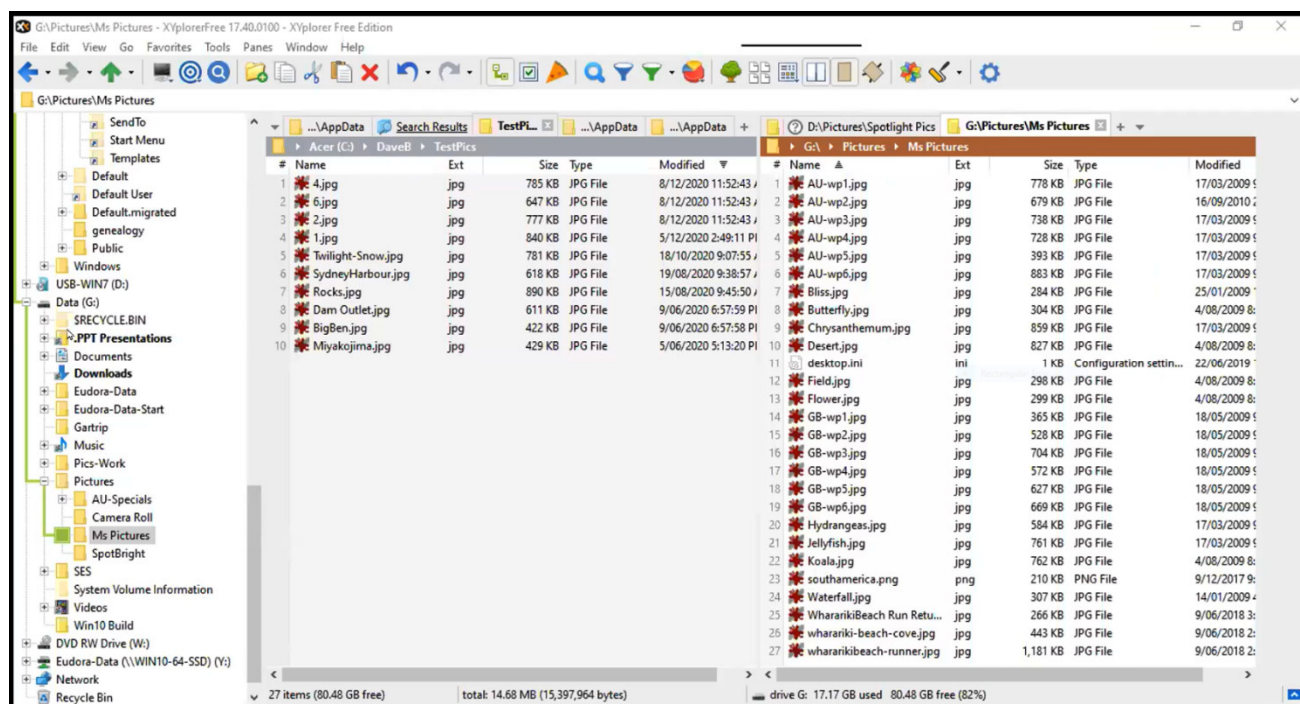 G:\Pictures\Ms Pictures - XYplorerFree 17.40.0100 - XYplorer Free Edition
File Edit View Go Favorites Tools Panes Window Help
G:\Pictures\Ms Pictures
SendTo
Start Menu
Templates
Default
Default User
Default.migrated
genealogy
Public
Windows
USB-WIN7 (D:)
Data (G:)
$RECYCLE.BIN
.PPT Presentations
Documents
Downloads
Eudora-Data
Eudora-Data-Start
Gartrip
Music
Pics-Work
Pictures
AU-Specials
Camera Roll
Ms Pictures
SpotBright
SES
System Volume Information
Videos
Win10 Build
DVD RW Drive (W:)
Eudora-Data (\\WIN10-64-SSD) (Y:)
Network
Recycle Bin
...\AppData Search Results TestPi... ...\AppData ...\AppData +
Acer (C:) DaveB TestPics
# Name Ext Size Type Modified
1 4.jpg jpg 785 KB JPG File 8/12/2020 11:52:43
2 6.jpg jpg 647 KB JPG File 8/12/2020 11:52:43
3 2.jpg jpg 777 KB JPG File 8/12/2020 11:52:43
4 1.jpg jpg 840 KB JPG File 5/12/2020 2:49:11 P
5 Twilight-Snow.jpg jpg 781 KB JPG File 18/10/2020 9:07:55
6 SydneyHarbour.jpg jpg 618 KB JPG File 19/08/2020 9:38:57
7 Rocks.jpg jpg 890 KB JPG File 15/08/2020 9:45:50
8 Dam Outlet.jpg jpg 611 KB JPG File 9/06/2020 6:57:59 P
9 BigBen.jpg jpg 422 KB JPG File 9/06/2020 6:57:58 P
10 Miyakojima.jpg jpg 429 KB JPG File 5/06/2020 5:13:20 P
D:\Pictures\Spotlight Pics G:\Pictures\Ms Pictures +
G:\ Pictures Ms Pictures
# Name Ext Size Type Modified
1 AU-wp1.jpg jpg 778 KB JPG File 17/03/2009
2 AU-wp2.jpg jpg 679 KB JPG File 16/09/2010
3 AU-wp3.jpg jpg 738 KB JPG File 17/03/2009
4 AU-wp4.jpg jpg 728 KB JPG File 17/03/2009
5 AU-wp5.jpg jpg 393 KB JPG File 17/03/2009
6 AU-wp6.jpg jpg 883 KB JPG File 17/03/2009
7 Bliss.jpg jpg 284 KB JPG File 25/01/2009
8 Butterfly.jpg jpg 304 KB JPG File 4/08/2009 8:
9 Chrysanthemum.jpg jpg 859 KB JPG File 17/03/2009
10 Desert.jpg jpg 827 KB JPG File 4/08/2009 8:
11 desktop.ini ini 1 KB Configuration settin... 22/06/2019
12 Field.jpg jpg 298 KB JPG File 4/08/2009 8:
13 Flower.jpg jpg 299 KB JPG File 4/08/2009 8:
14 GB-wp1.jpg jpg 365 KB JPG File 18/05/2009
15 GB-wp2.jpg jpg 528 KB JPG File 18/05/2009
16 GB-wp3.jpg jpg 704 KB JPG File 18/05/2009
17 GB-wp4.jpg jpg 572 KB JPG File 18/05/2009
18 GB-wp5.jpg jpg 627 KB JPG File 18/05/2009
19 GB-wp6.jpg jpg 669 KB JPG File 18/05/2009
20 Hydrangeas.jpg jpg 584 KB JPG File 17/03/2009
21 Jellyfish.jpg jpg 761 KB JPG File 17/03/2009
22 Koala.jpg jpg 762 KB JPG File 4/08/2009 8:
23 southamerica.png png 210 KB PNG File 9/12/2017 9:
24 Waterfall.jpg jpg 307 KB JPG File 14/01/2009
25 WhararikiBeach Run Retu... jpg 266 KB JPG File 9/06/2018 3:
26 wharariki-beach-cove.jpg jpg 443 KB JPG File 9/06/2018 2:
27 wharariki​beach-runner.jpg jpg 1,181 KB JPG File 9/06/2018 2:
27 items (80.48 GB free) total: 14.68 MB (15,397,964 bytes) drive G: 17.17 GB used 80.48 GB free (82%)